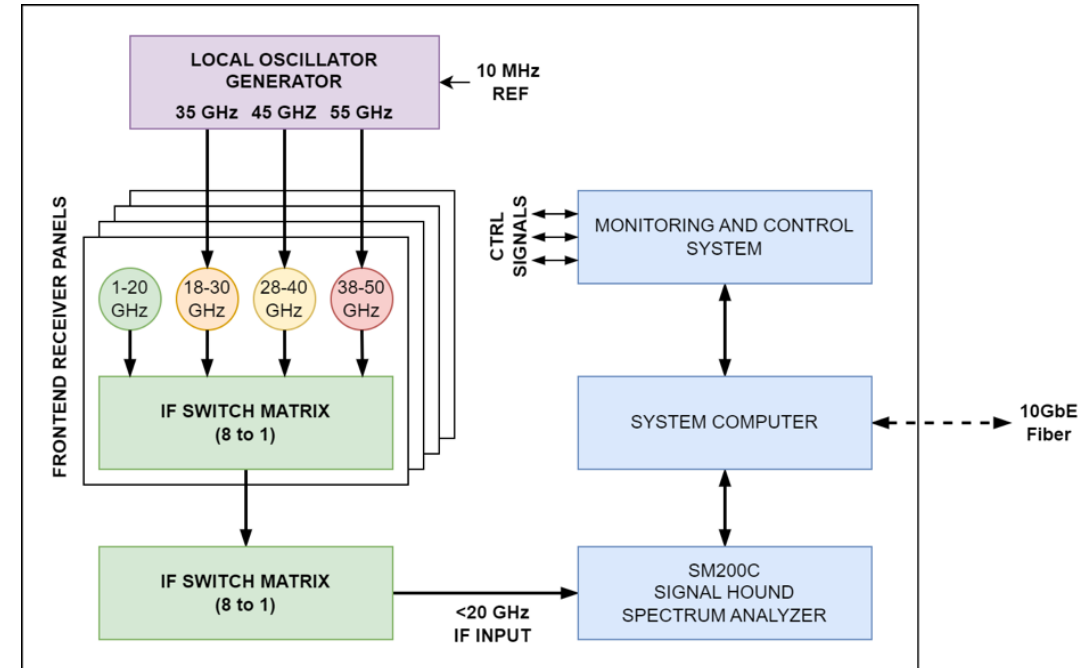 LOCAL OSCILLATOR
GENERATOR
35 GHz 45 GHZ 55 GHz
10 MHz
REF
FRONTEND RECEIVER PANELS
1-20
GHz
18-30
GHz
28-40
GHz
38-50
GHz
IF SWITCH MATRIX
(8 to 1)
IF SWITCH MATRIX
(8 to 1)
<20 GHz
IF INPUT
CTRL
SIGNALS
MONITORING AND CONTROL
SYSTEM
SYSTEM COMPUTER
10GbE
Fiber
SM200C
SIGNAL HOUND
SPECTRUM ANALYZER